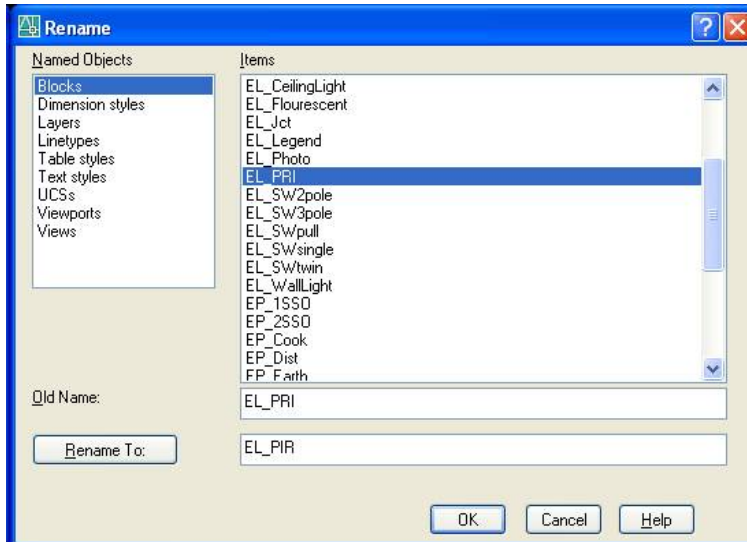 Rename
Named Objects
Blocks
Dimension styles
Layers
Linetypes
Table styles
Text styles
UCSs
Viewports
Views
Items
EL_CeilingLight
EL_Flourescent
EL_Jct
EL_Legend
EL_Photo
EL_PRI
EL_SW2pole
EL_SW3pole
EL_SWpull
EL_SWsingle
EL_SWtwin
EL_WallLight
EP_1SSO
EP_2SSO
EP_Cook
EP_Dist
EP_Earth
Old Name:
EL_PRI
Rename To:
EL_PIR
OK Cancel Help